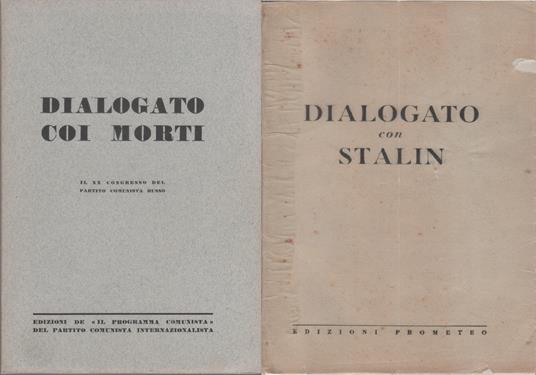 DIALOGATO
COI MORTI
IL XX CONGRESSO DEL
PARTITO COMUNISTA RUSSO
EDIZIONI DE «IL PROGRAMMA COMUNISTA»
DEL PARTITO COMUNISTA INTERNAZIONALISTA
DIALOGATO
con
STALIN
EDIZIONI PROMETEO